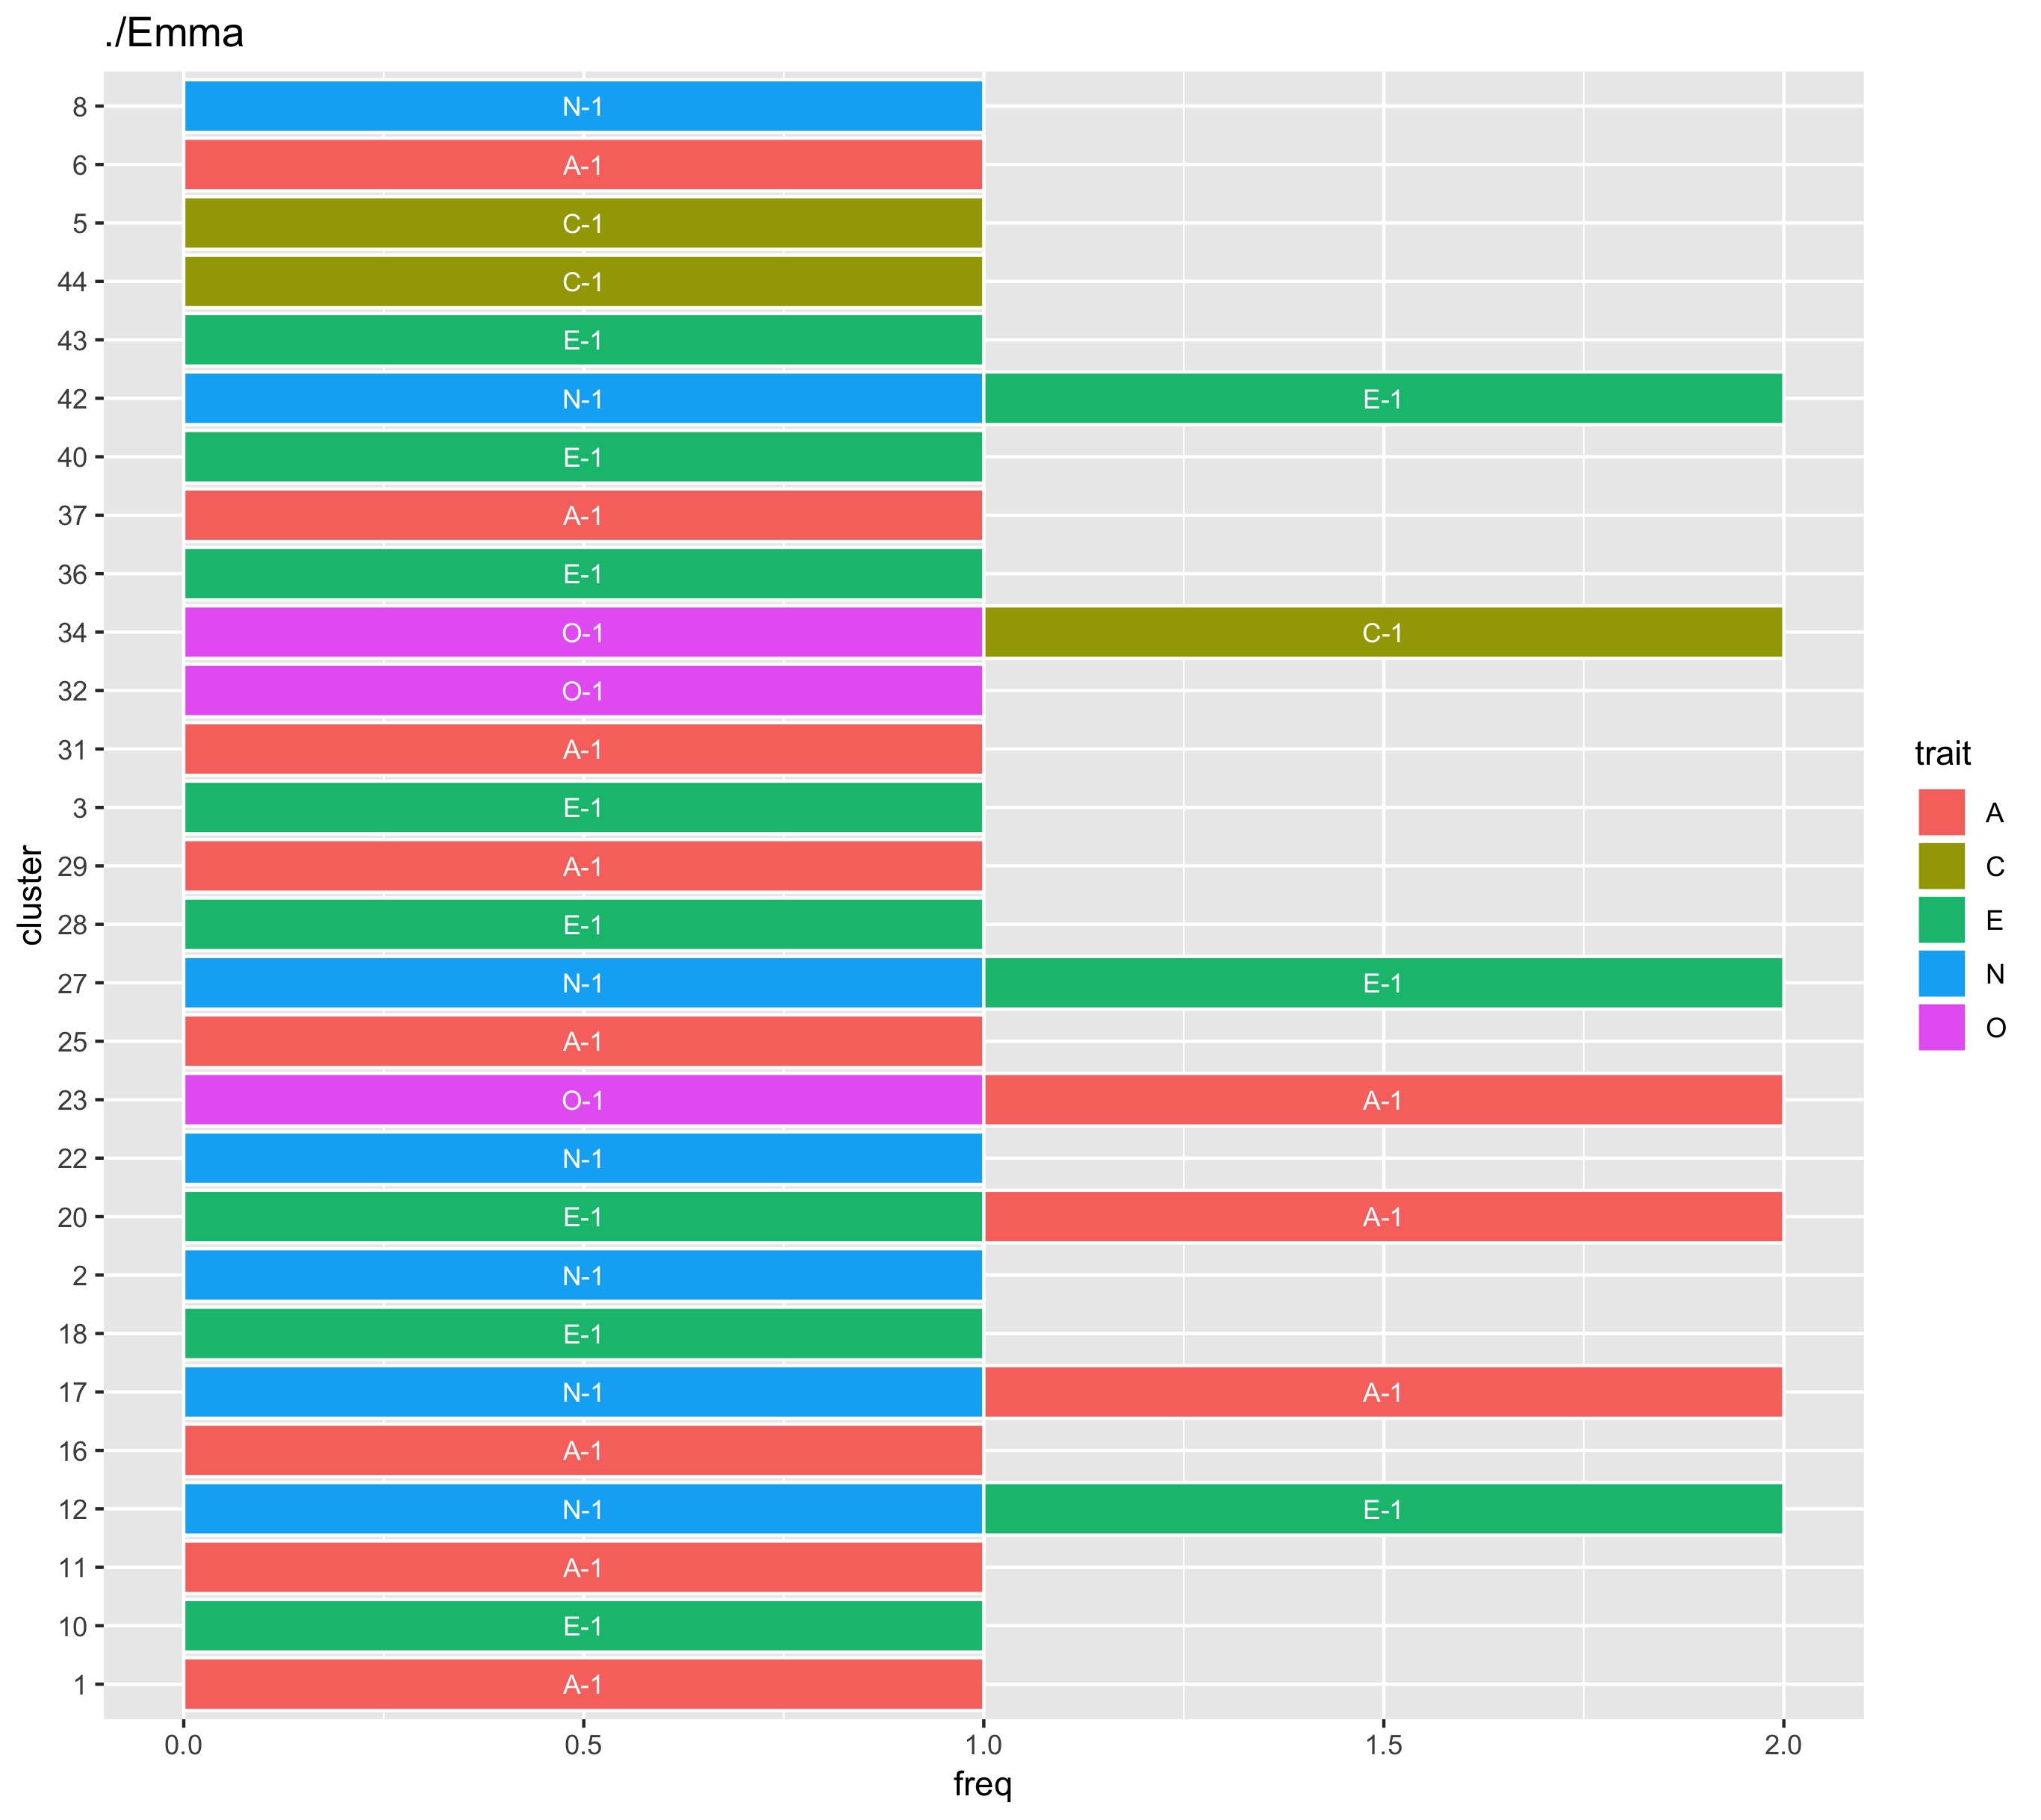 ./Emma
8 N-1
6 A-1
5 C-1
44 C-1
43 E-1
42 N-1 E-1
40 E-1
37 A-1
36 E-1
34 O-1 C-1
32 O-1
31 A-1
3 E-1
29 A-1
28 E-1
27 N-1 E-1
25 A-1
23 O-1 A-1
22 N-1
20 E-1 A-1
2 N-1
18 E-1
17 N-1 A-1
16 A-1
12 N-1 E-1
11 A-1
10 E-1
1 A-1
0.0 0.5 1.0 1.5 2.0
freq
cluster
trait
A
C
E
N
O